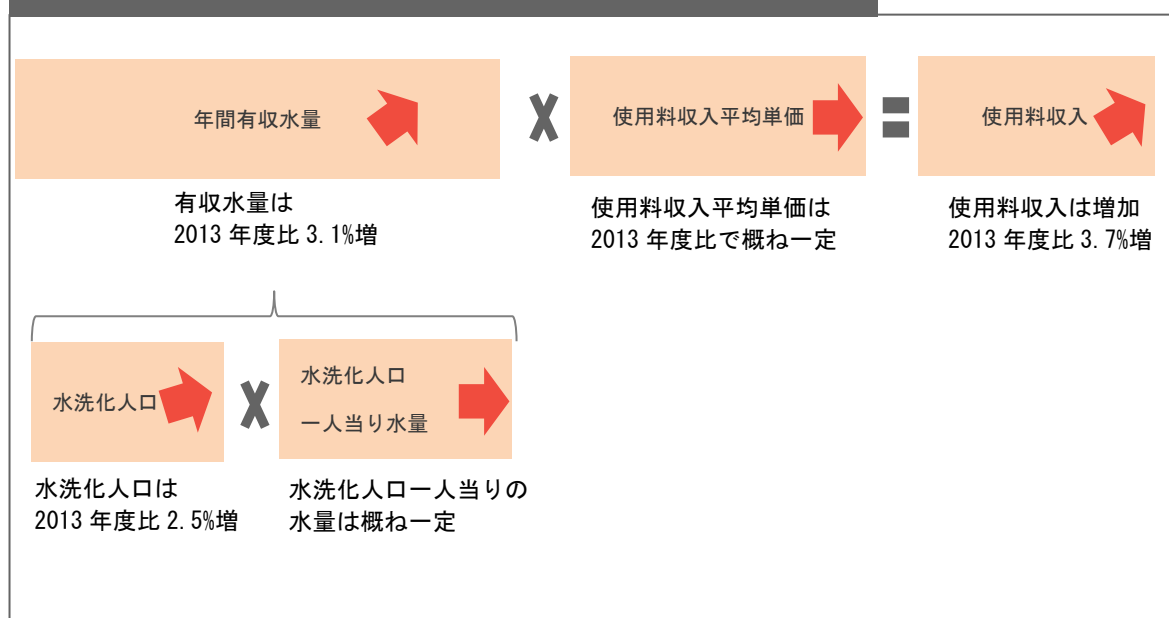 年間有収水量
使用料収入平均単価
使用料収入
有収水量は
2013 年度比 3.1%増
使用料収入平均単価は
2013 年度比で概ね一定
使用料収入は増加
2013 年度比 3.7%増
水洗化人口
水洗化人口
一人当り水量
水洗化人口は
2013 年度比 2.5%増
水洗化人口一人当りの
水量は概ね一定